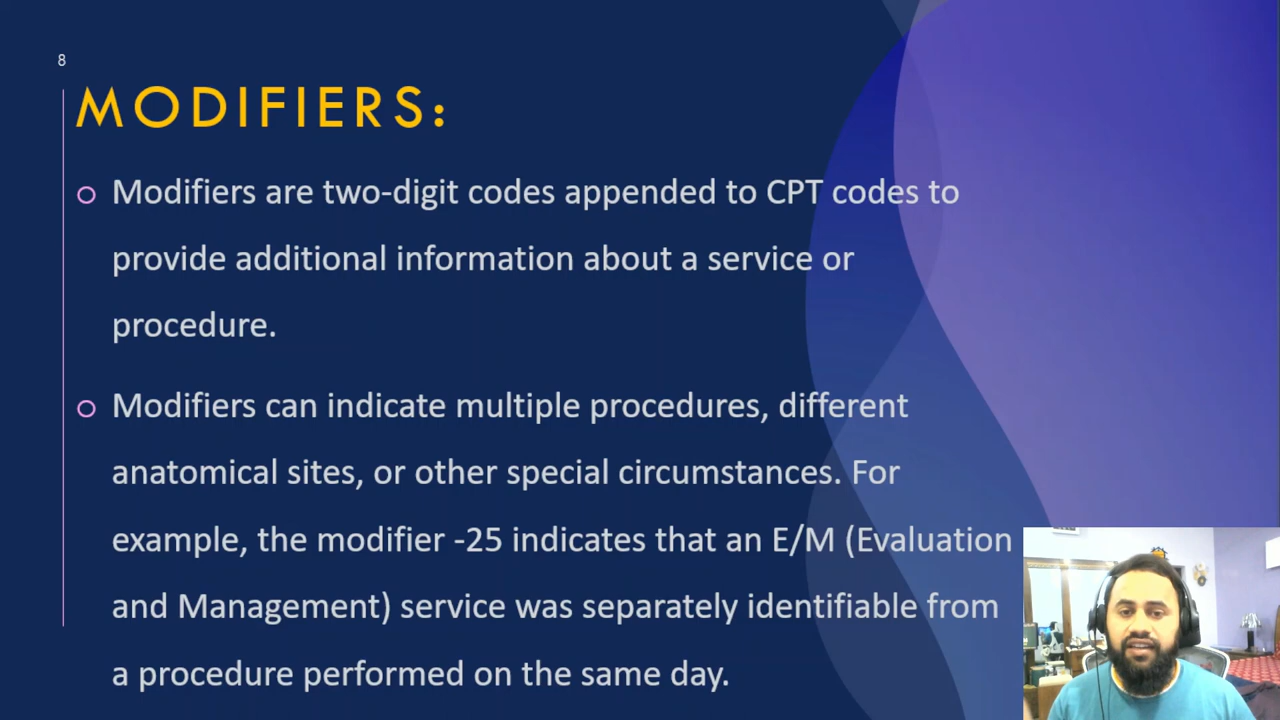 8
MODIFIERS:
Modifiers are two-digit codes appended to CPT codes to
provide additional information about a service or
procedure.
Modifiers can indicate multiple procedures, different
anatomical sites, or other special circumstances. For
example, the modifier -25 indicates that an E/M (Evaluation
and Management) service was separately identifiable from
a procedure performed on the same day.